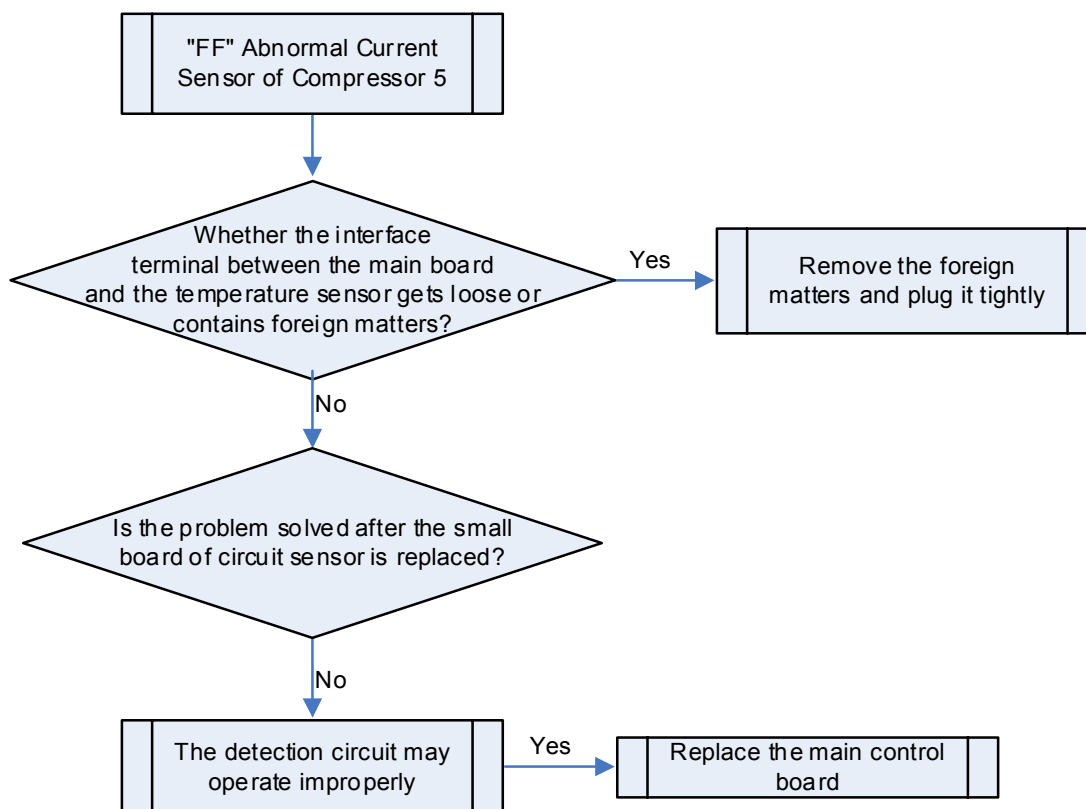 "FF" Abnormal Current
Sensor of Compressor 5
Whether the interface
terminal between the main board
and the temperature sensor gets loose or
contains foreign matters?
Yes
Remove the foreign
matters and plug it tightly
No
Is the problem solved after the small
board of circuit sensor is replaced?
No
The detection circuit may
operate improperly
Yes
Replace the main control
board